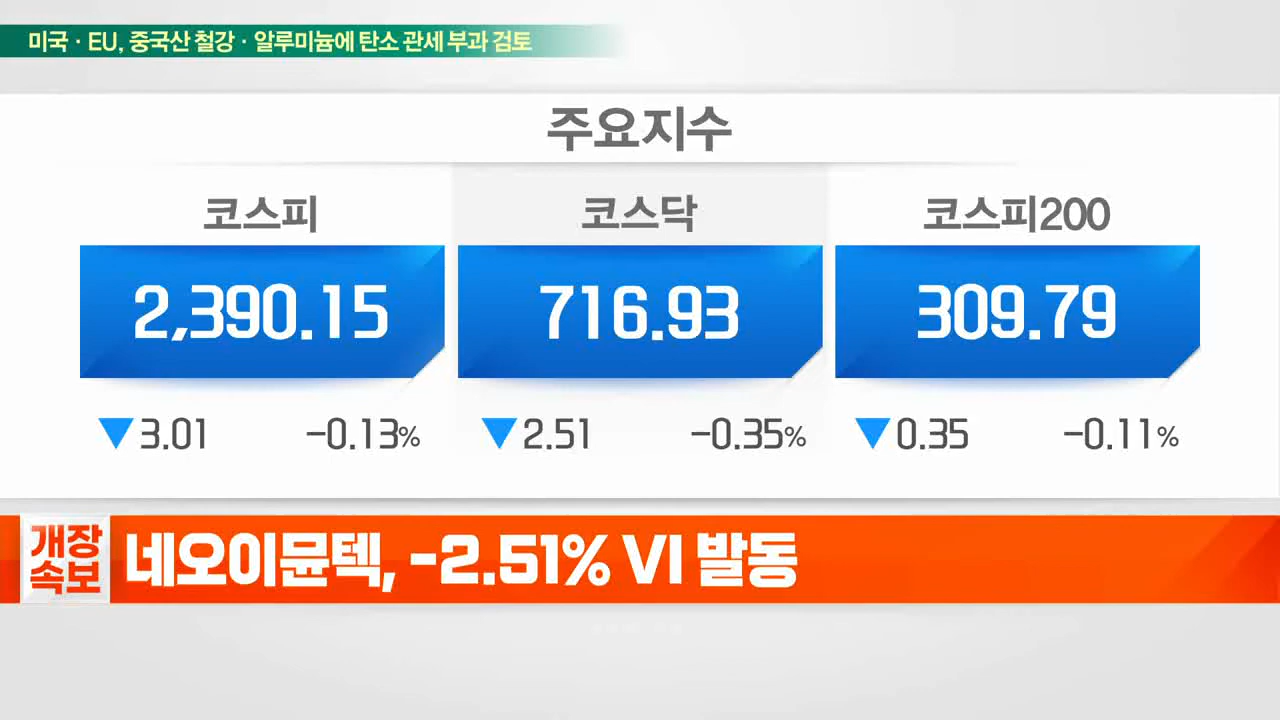 미국 · EU, 중국산 철강 · 알루미늄에 탄소 관세 부과 검토
주요지수
코스피 코스닥 코스피200
2,390.15 716.93 309.79
▼3.01 -0.13% ▼2.51 -0.35% ▼0.35 -0.11%
개장
속보
네오이뮨텍, -2.51% VI 발동